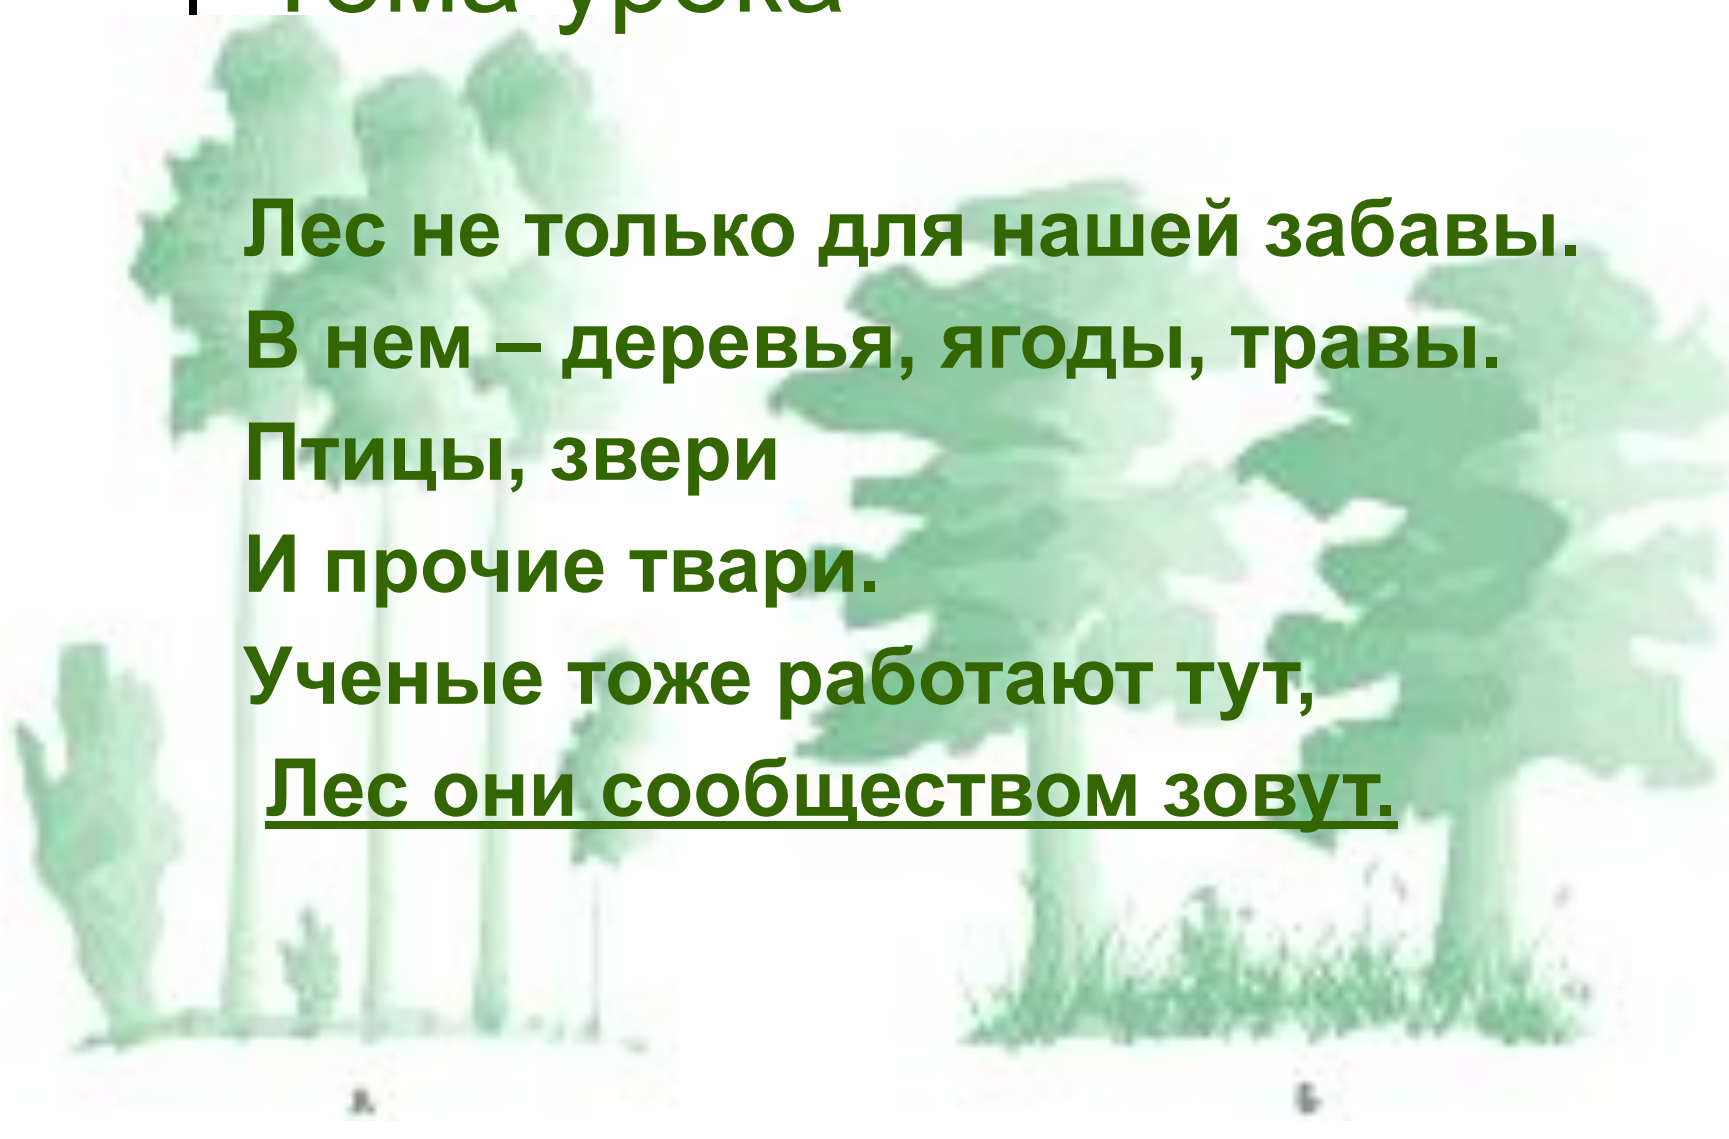 урока
Лес не только для нашей забавы.
В нем – деревья, ягоды, травы.
Птицы, звери
И прочие твари.
Ученые тоже работают тут,
Лес они сообществом зовут.
А
Б